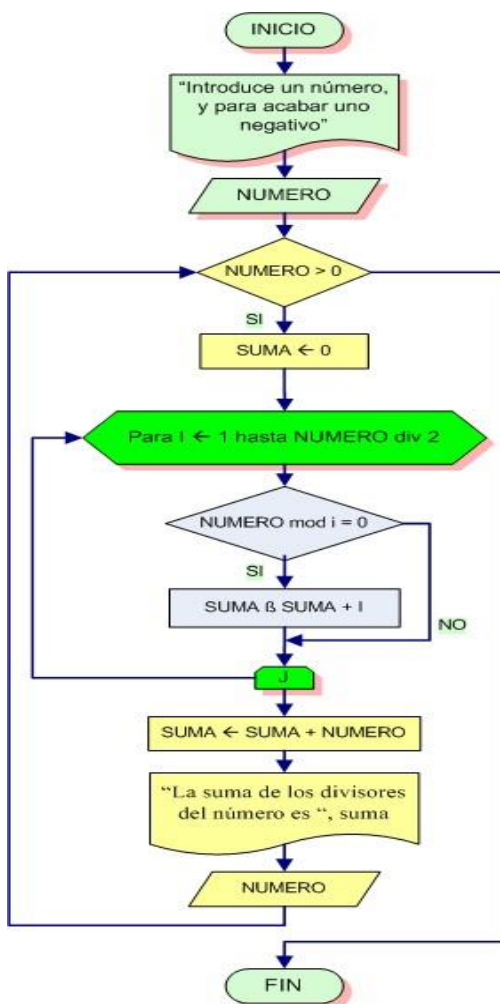 INICIO
“Introduce un número,
y para acabar uno
negativo”
NUMERO
NUMERO > 0
SI
SUMA ← 0
Para I ← 1 hasta NUMERO div 2
NUMERO mod i = 0
SI
SUMA ß SUMA + I
NO
J
SUMA ← SUMA + NUMERO
“La suma de los divisores
del número es “, suma
NUMERO
FIN